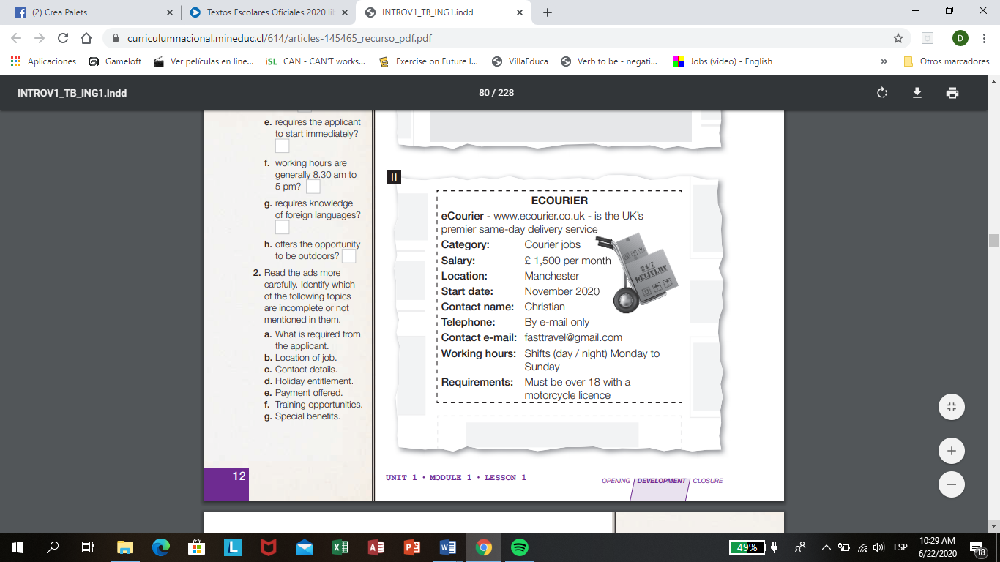 (2) Crea Palets
Textos Escolares Oficiales 2020 lib
INTROV1_TB_ING1.indd
curriculumnacional.mineduc.cl/614/articles-145465_recurso_pdf.pdf
D
Aplicaciones
Gameloft
Ver películas en line...
iSL CAN - CAN'T works...
Exercise on Future I...
VillaEduca
Verb to be - negati...
Jobs (video) - English
»
Otros marcadores
INTROV1_TB_ING1.indd
80 / 228
e. requires the applicant
to start immediately?
f. working hours are
generally 8.30 am to
5 pm?
g. requires knowledge
of foreign languages?
h. offers the opportunity
to be outdoors?
2. Read the ads more
carefully. Identify which
of the following topics
are incomplete or not
mentioned in them.
a. What is required from
the applicant.
b. Location of job.
c. Contact details.
d. Holiday entitlement.
e. Payment offered.
f. Training opportunities.
g. Special benefits.
12
II
ECOURIER
eCourier - www.ecourier.co.uk - is the UK's
premier same-day delivery service
Category: Courier jobs
Salary: £ 1,500 per month
Location: Manchester
Start date: November 2020
Contact name: Christian
Telephone: By e-mail only
Contact e-mail: fasttravel@gmail.com
Working hours: Shifts (day / night) Monday to
Sunday
Requirements: Must be over 18 with a
motorcycle licence
24/7
DELIVERY
UNIT 1 • MODULE 1 • LESSON 1
OPENING DEVELOPMENT CLOSURE
49%
ESP
10:29 AM
6/22/2020
18